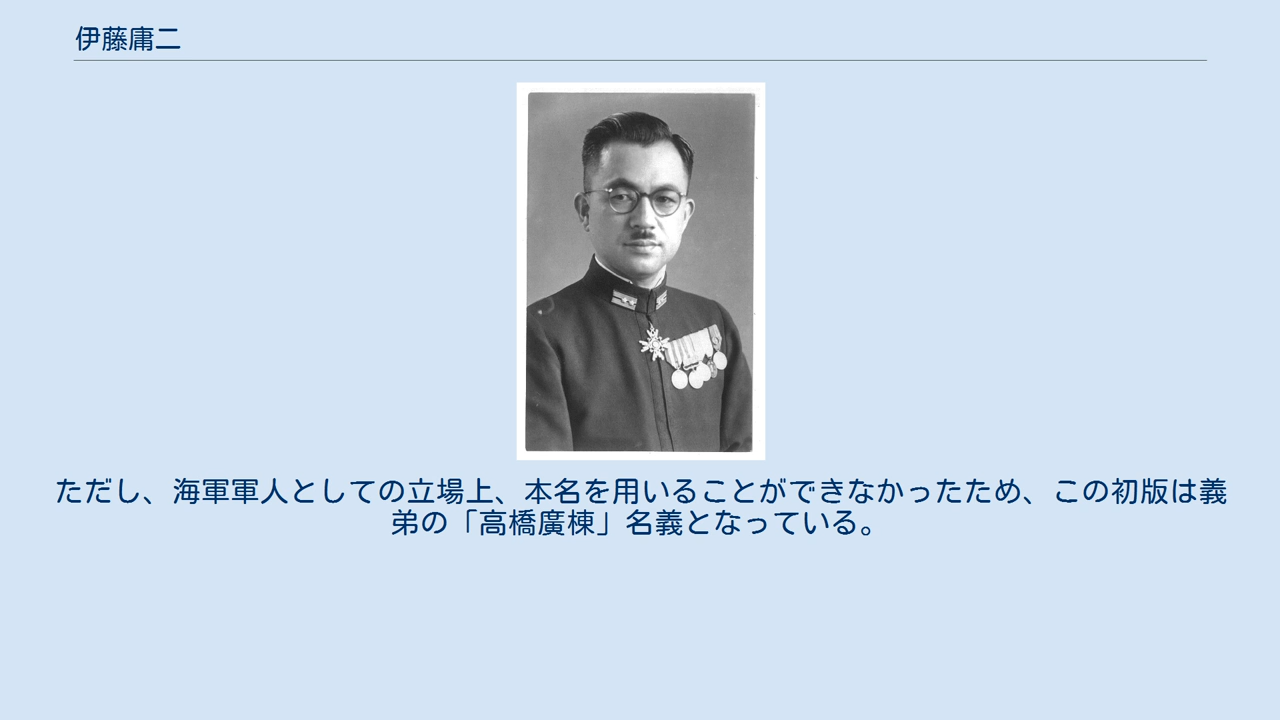 伊藤庸二
ただし、海軍軍人としての立場上、本名を用いることができなかったため、この初版は義
弟の「高橋廣棟」名義となっている。